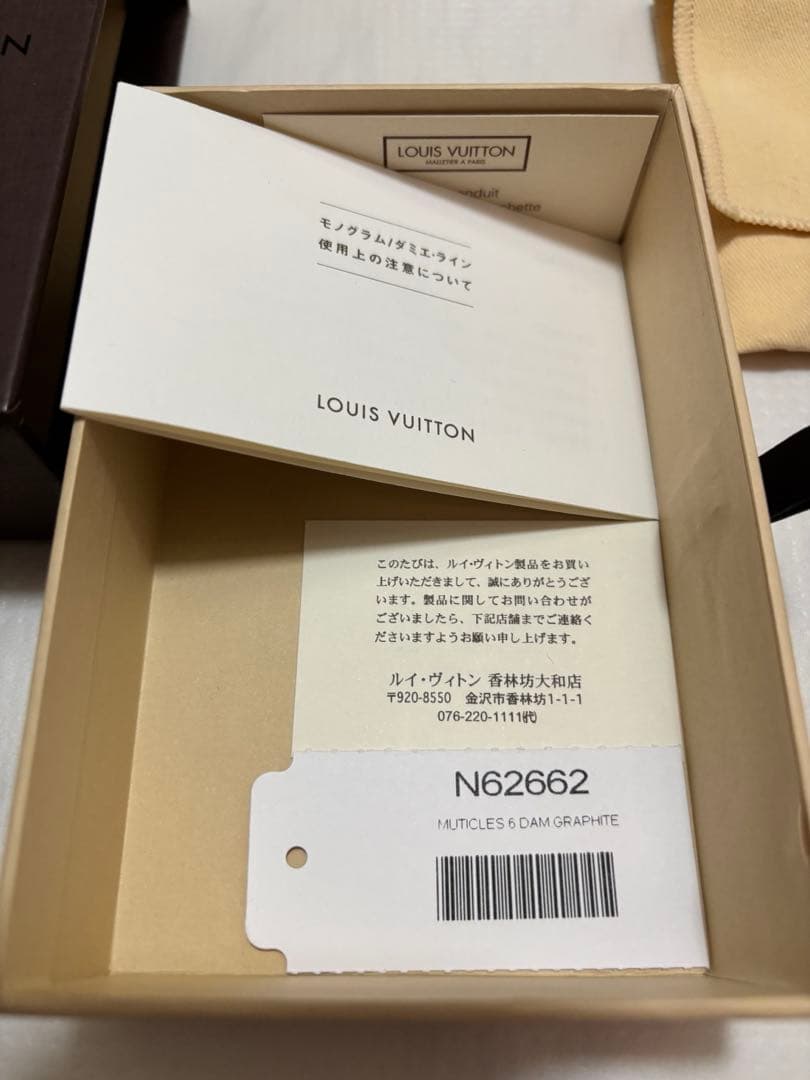 N
LOUIS VUITTON
MALLETIER À PARIS
モノグラム/ダミエ・ライン
使用上の注意について
LOUIS VUITTON
このたびは、ルイ・ヴィトン製品をお買い
上げいただきまして、誠にありがとうござ
います。製品に関してお問い合わせが
ございましたら、下記店舗までご連絡く
ださいますようお願い申し上げます。
ルイ・ヴィトン 香林坊大和店
〒920-8550 金沢市香林坊1-1-1
076-220-1111㈹
N62662
MUTICLES 6 DAM GRAPHITE